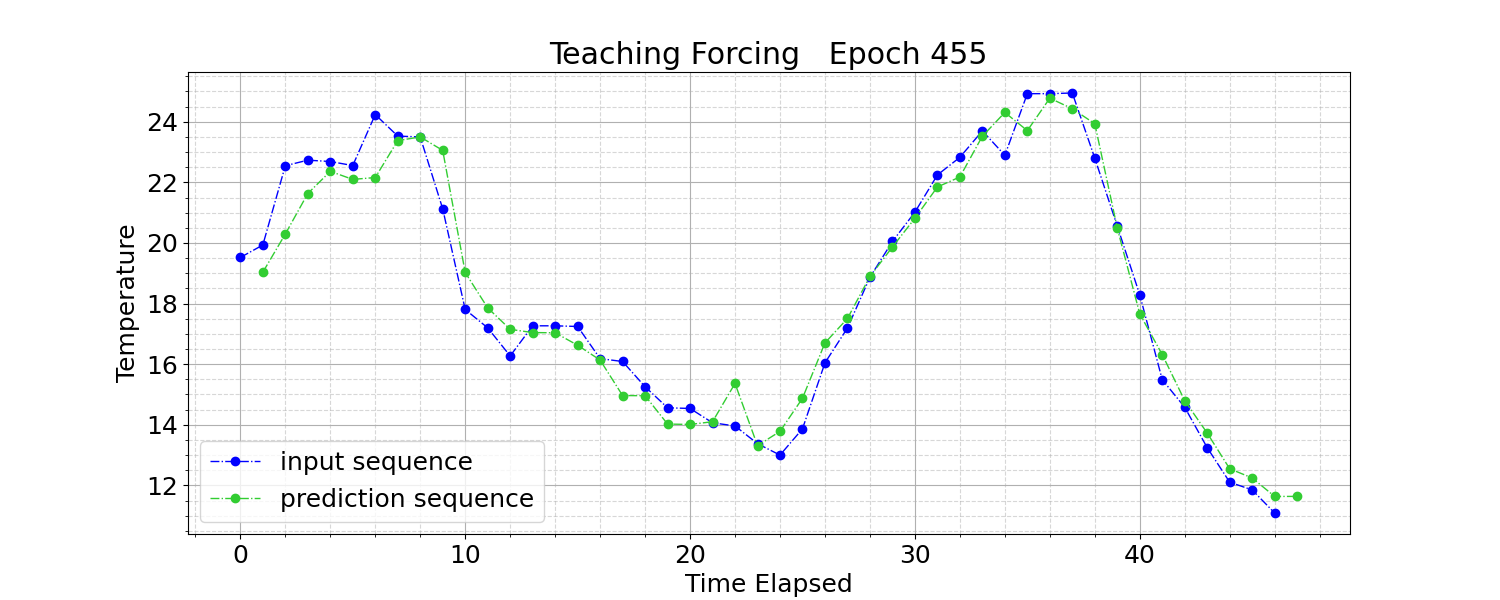 Teaching Forcing   Epoch 455
24
22
20
18
16
14
12
Temperature
input sequence
prediction sequence
0 10 20 30 40
Time Elapsed